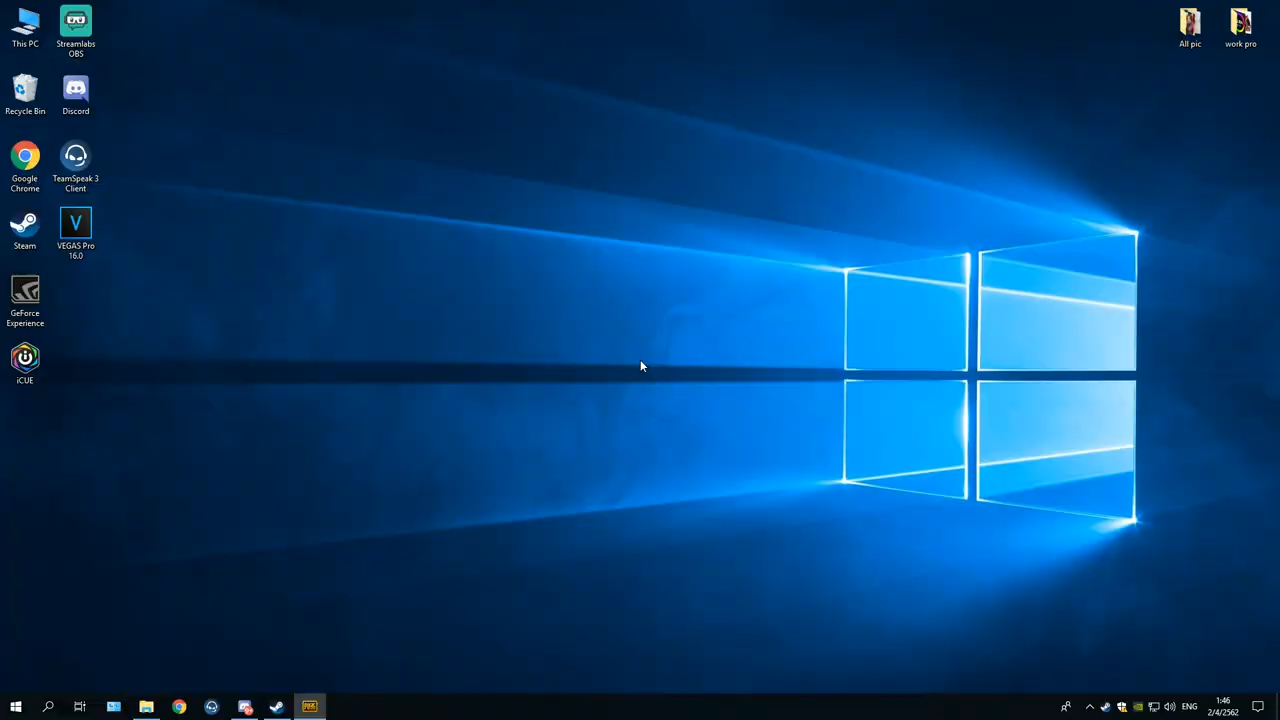 This PC
Streamlabs
OBS
All pic
work pro
Recycle Bin
Discord
Google
Chrome
TeamSpeak 3
Client
Steam
VEGAS Pro
16.0
GeForce
Experience
iCUE
1:46
ENG
2/4/2562